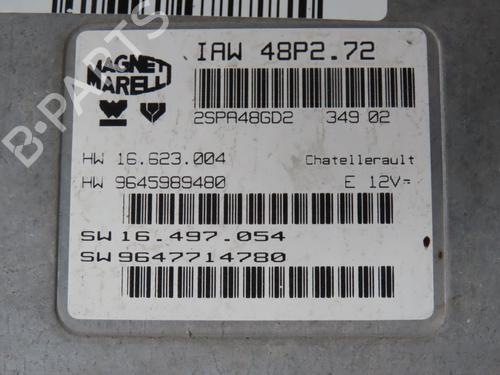 MAGNETI MARELLI
IAW 48P2.72
2SPA48GD2 349 02
HW 16.623.004 Chatellerault
HW 9645989480 E 12V=
SW 16.497.054
SW 9647714780
B-PARTS